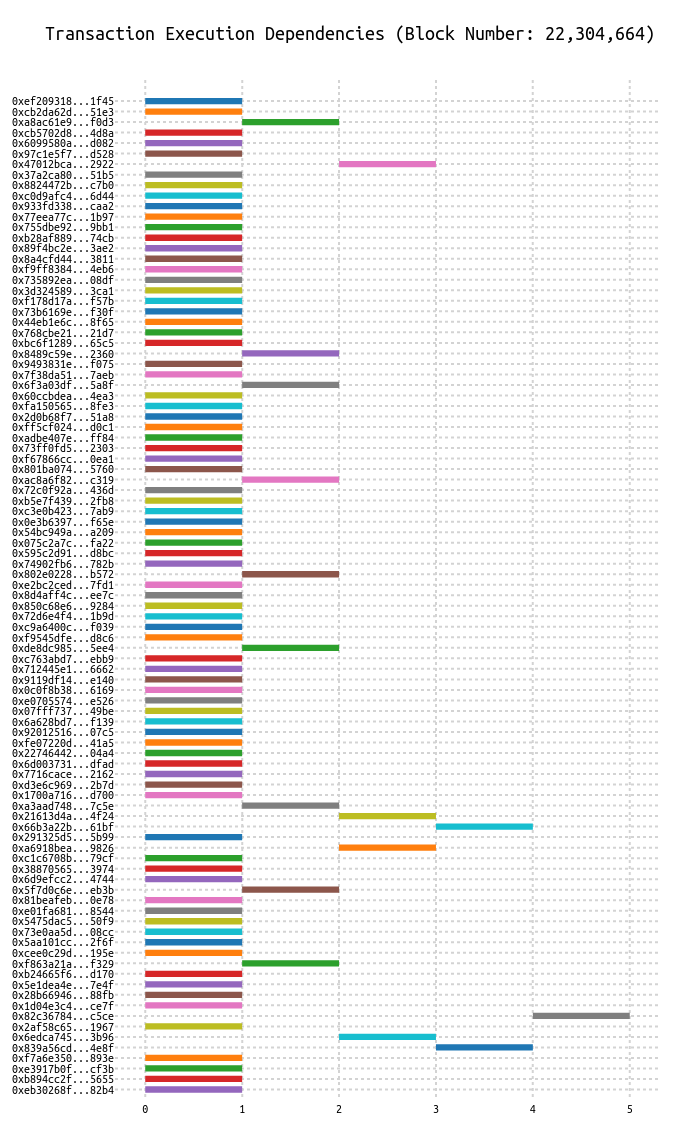 Transaction Execution Dependencies (Block Number: 22,304,664)
0xef209318...1f45
0xcb2da62d...51e3
0xa8ac61e9...f0d3
0xcb5702d8...4d8a
0x6099580a...d082
0x97c1e5f7...d528
0x47012bca...2922
0x37a2ca80...51b5
0x8824472b...c7b0
0xc0d9afc4...6d44
0x933fd338...caa2
0x77eea77c...1b97
0x755dbe92...9bb1
0xb28af889...74cb
0x89f4bc2e...3ae2
0x8a4cfd44...3811
0xf9ff8384...4eb6
0x735892ea...08df
0x3d324589...3ca1
0xf178d17a...f57b
0x73b6169e...f30f
0x44eb1e6c...8f65
0x768cbe21...21d7
0xbc6f1289...65c5
0x8489c59e...2360
0x9493831e...f075
0x7f38da51...7aeb
0x6f3a03df...5a8f
0x60ccbdea...4ea3
0xfa150565...8fe3
0x2d0b68f7...51a8
0xff5cf024...d0c1
0xadbe407e...ff84
0x73ff0fd5...2303
0xf67866cc...0ea1
0x801ba074...5760
0xac8a6f82...c319
0x72c0f92a...436d
0xb5e7f439...2fb8
0xc3e0b423...7ab9
0x0e3b6397...f65e
0x54bc949a...a209
0x075c2a7c...fa22
0x595c2d91...d8bc
0x74902fb6...782b
0x802e0228...b572
0xe2bc2ced...7fd1
0x8d4aff4c...ee7c
0x850c68e6...9284
0x72d6e4f4...1b9d
0xc9a6400c...f039
0xf9545dfe...d8c6
0xde8dc985...5ee4
0xc763abd7...ebb9
0x712445e1...6662
0x9119df14...e140
0x0c0f8b38...6169
0xe0705574...e526
0x07fff737...49be
0x6a628bd7...f139
0x92012516...07c5
0xfe07220d...41a5
0x22746442...04a4
0x6d003731...dfad
0x7716cace...2162
0xd3e6c969...2b7d
0x1700a716...d700
0xa3aad748...7c5e
0x21613d4a...4f24
0x66b3a22b...61bf
0x291325d5...5b99
0xa6918bea...9826
0xc1c6708b...79cf
0x38870565...3974
0x6d9efcc2...4744
0x5f7d0c6e...eb3b
0x81beafeb...0e78
0xe01fa681...8544
0x5475dac5...50f9
0x73e0aa5d...08cc
0x5aa101cc...2f6f
0xcee0c29d...195e
0xf863a21a...f329
0xb24665f6...d170
0x5e1dea4e...7e4f
0x28b66946...88fb
0x1d04e3c4...ce7f
0x82c36784...c5ce
0x2af58c65...1967
0x6edca745...3b96
0x839a56cd...4e8f
0xf7a6e350...893e
0xe3917b0f...cf3b
0xb894cc2f...5655
0xeb30268f...82b4
0 1 2 3 4 5